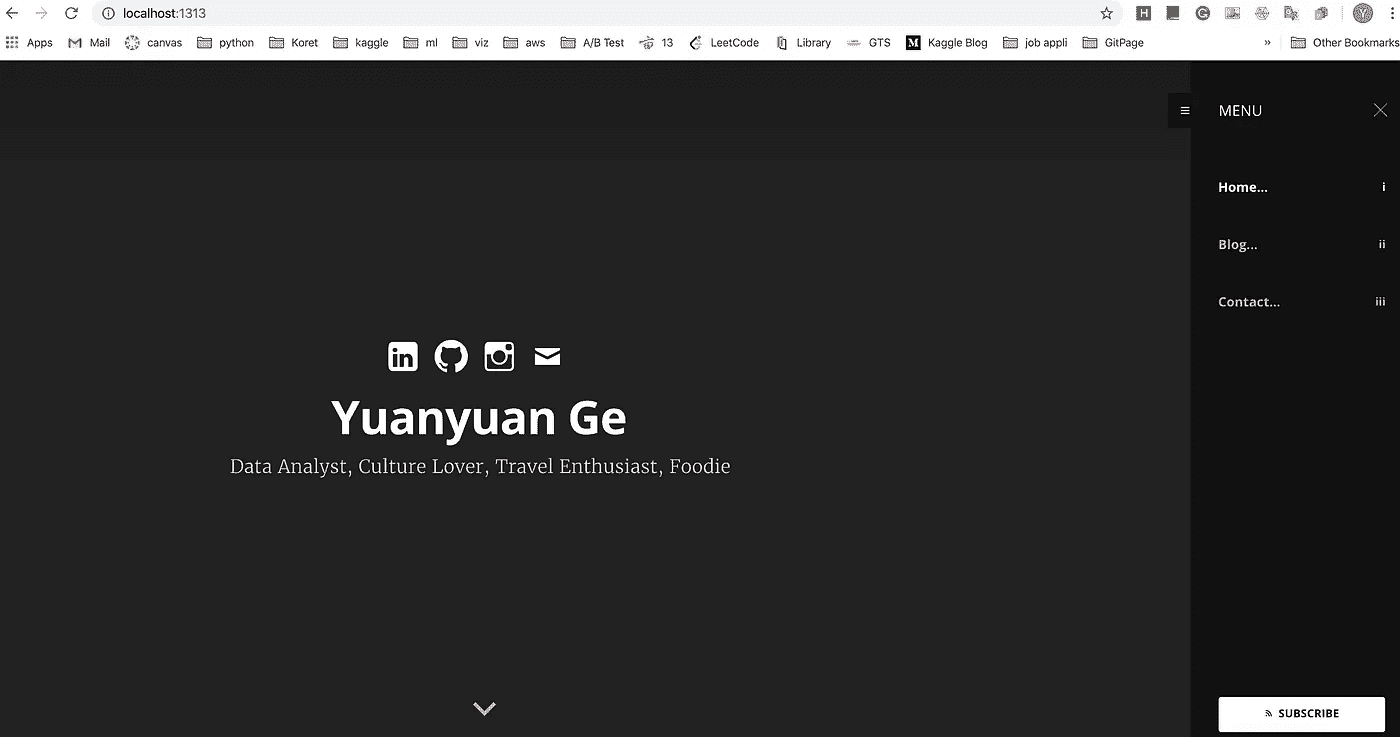 localhost:1313
Apps Mail canvas python Koret kaggle ml viz aws A/B Test 13 LeetCode Library GTS Kaggle Blog job appli GitPage » Other Bookmarks
MENU
Home... i
Blog... ii
Contact... iii
Yuanyuan Ge
Data Analyst, Culture Lover, Travel Enthusiast, Foodie
SUBSCRIBE